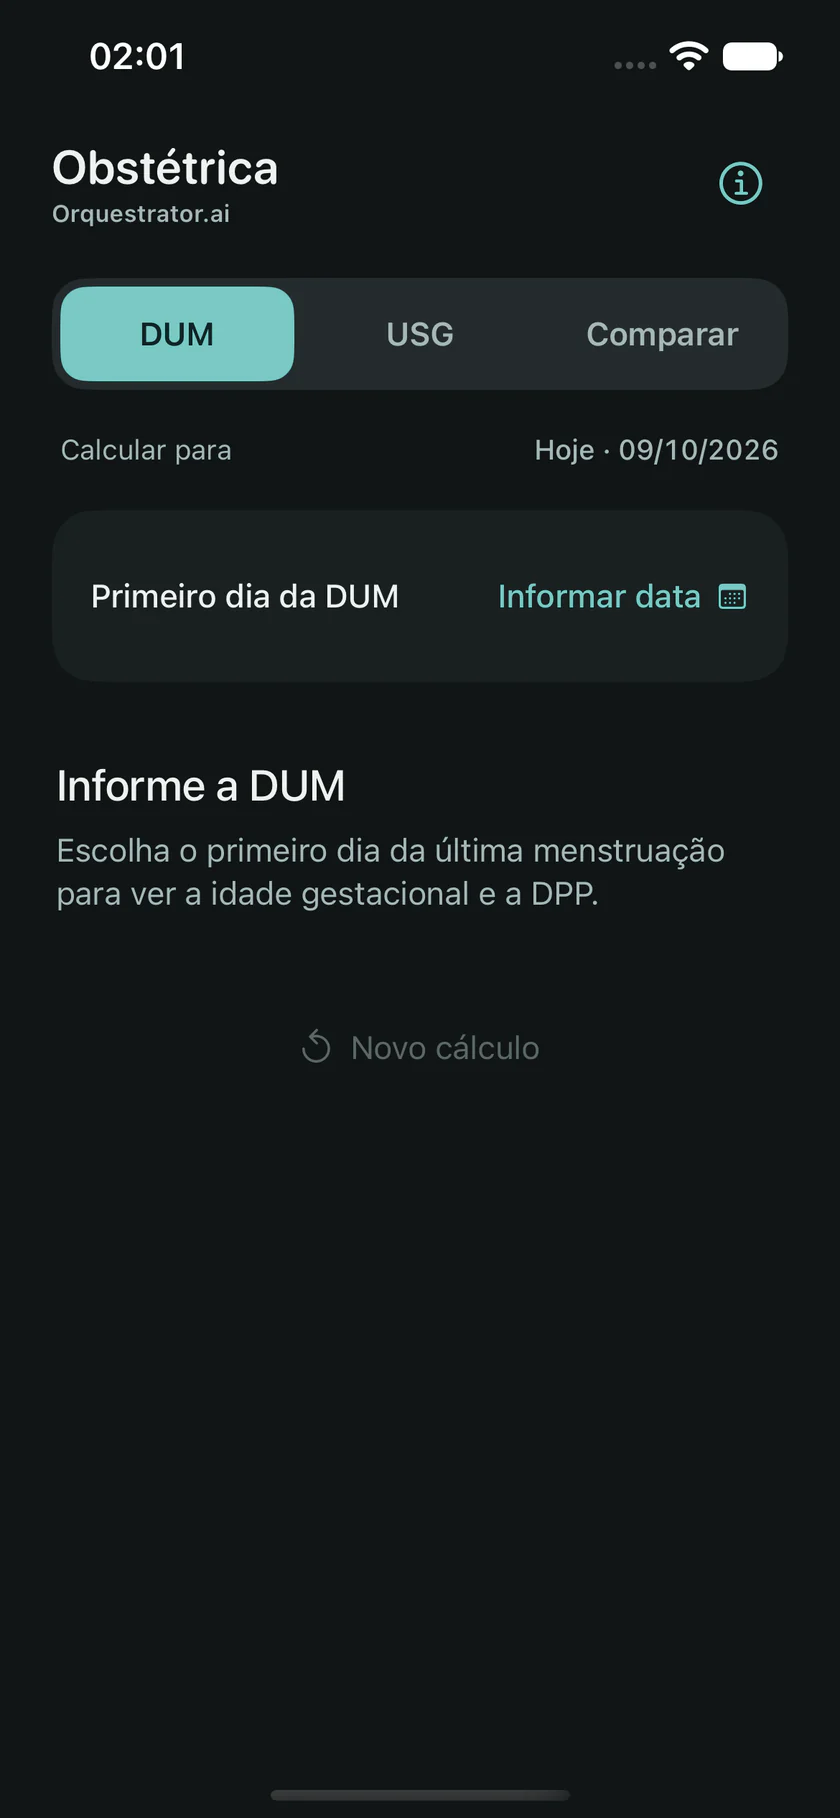 02:01
Obstétrica
Orquestrator.ai
DUM
USG
Comparar
Calcular para
Hoje · 09/10/2026
Primeiro dia da DUM
Informar data
Informe a DUM
Escolha o primeiro dia da última menstruação
para ver a idade gestacional e a DPP.
Novo cálculo